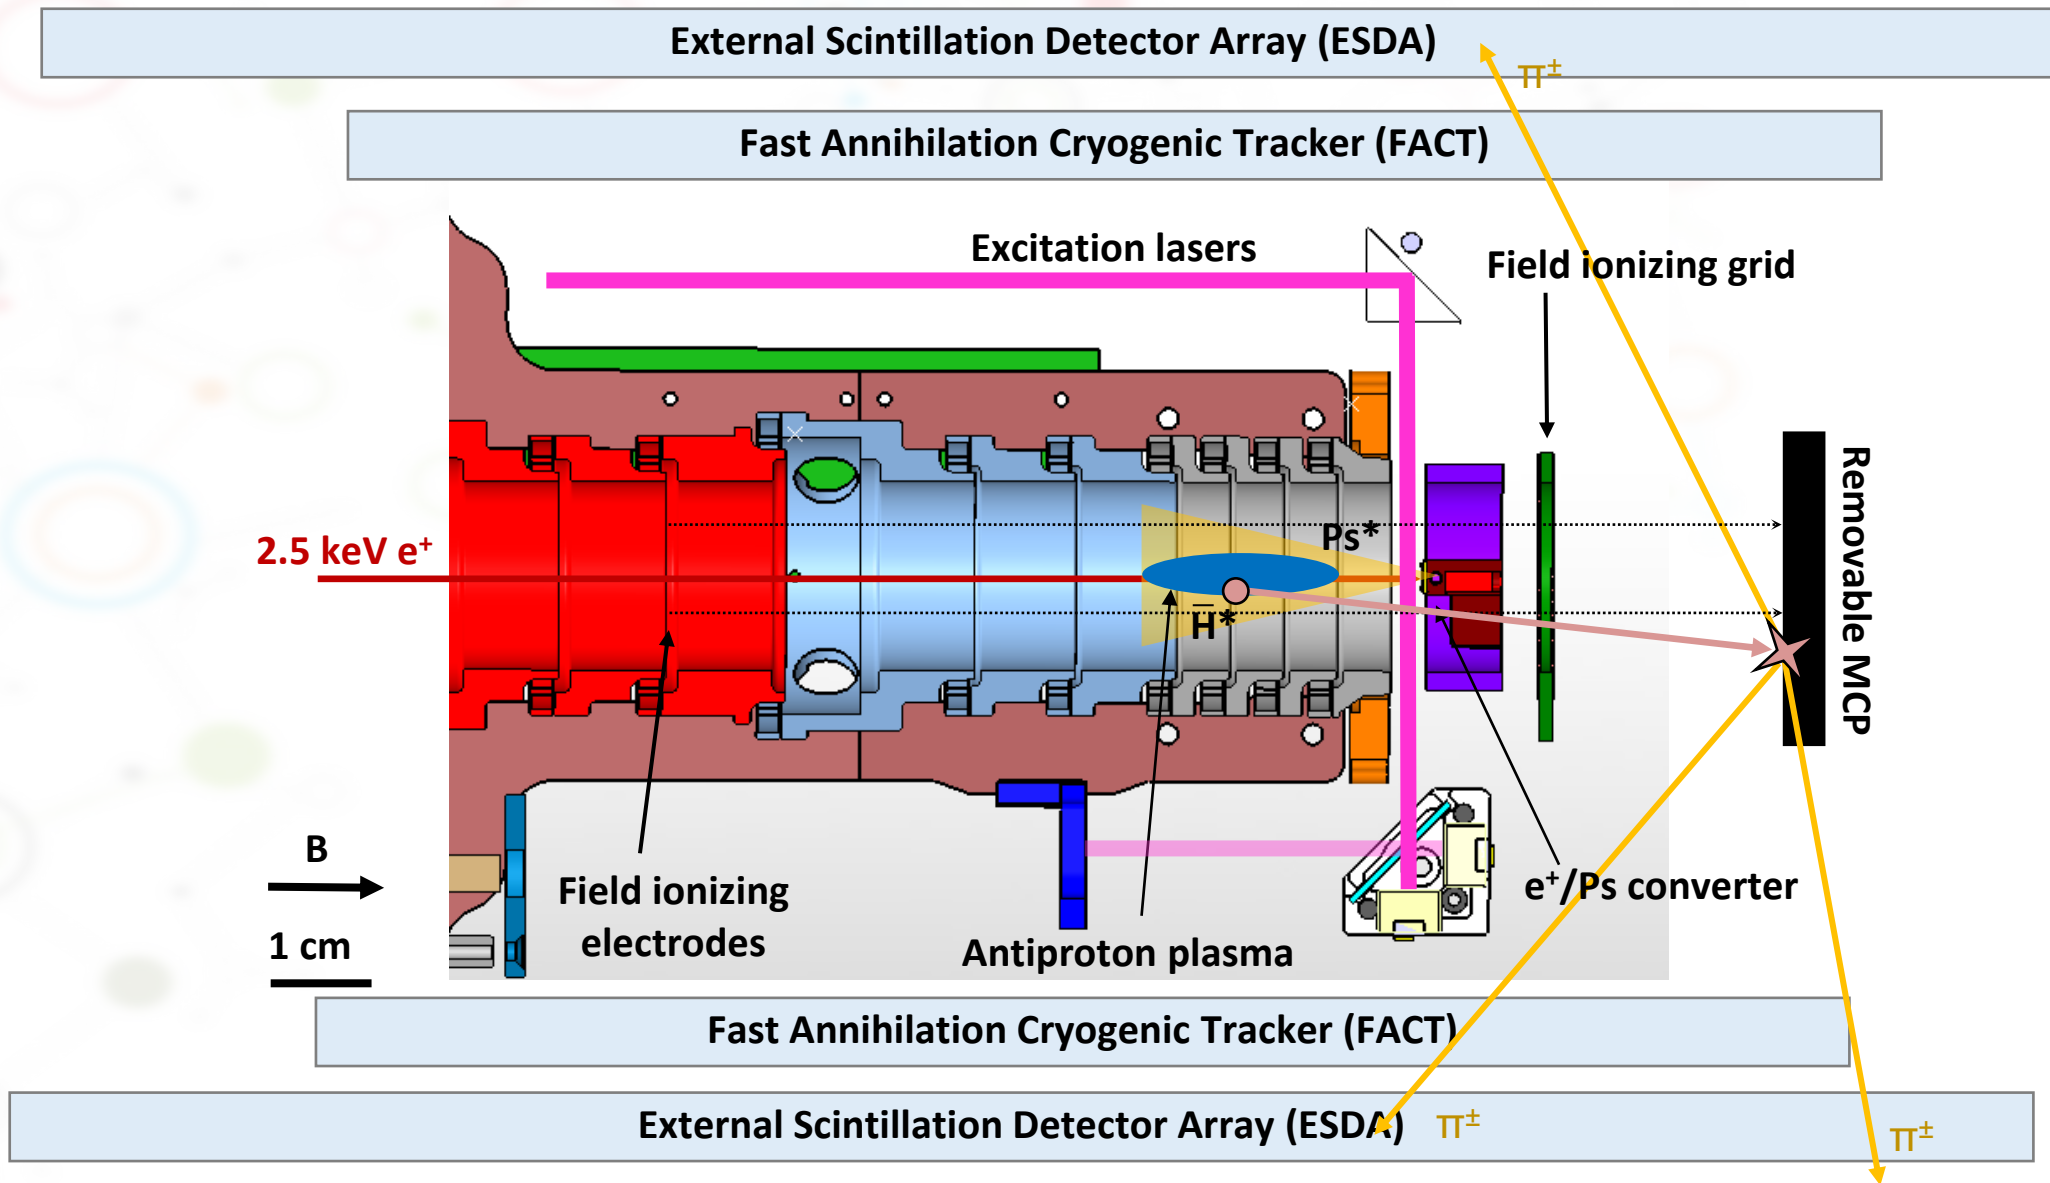 External Scintillation Detector Array (ESDA)
π±
Fast Annihilation Cryogenic Tracker (FACT)
Excitation lasers
Field ionizing grid
Ps*
2.5 keV e⁺
H̅*
Removable MCP
B
1 cm
Field ionizing
electrodes
Antiproton plasma
e⁺/Ps converter
Fast Annihilation Cryogenic Tracker (FACT)
External Scintillation Detector Array (ESDA)
π±
π±